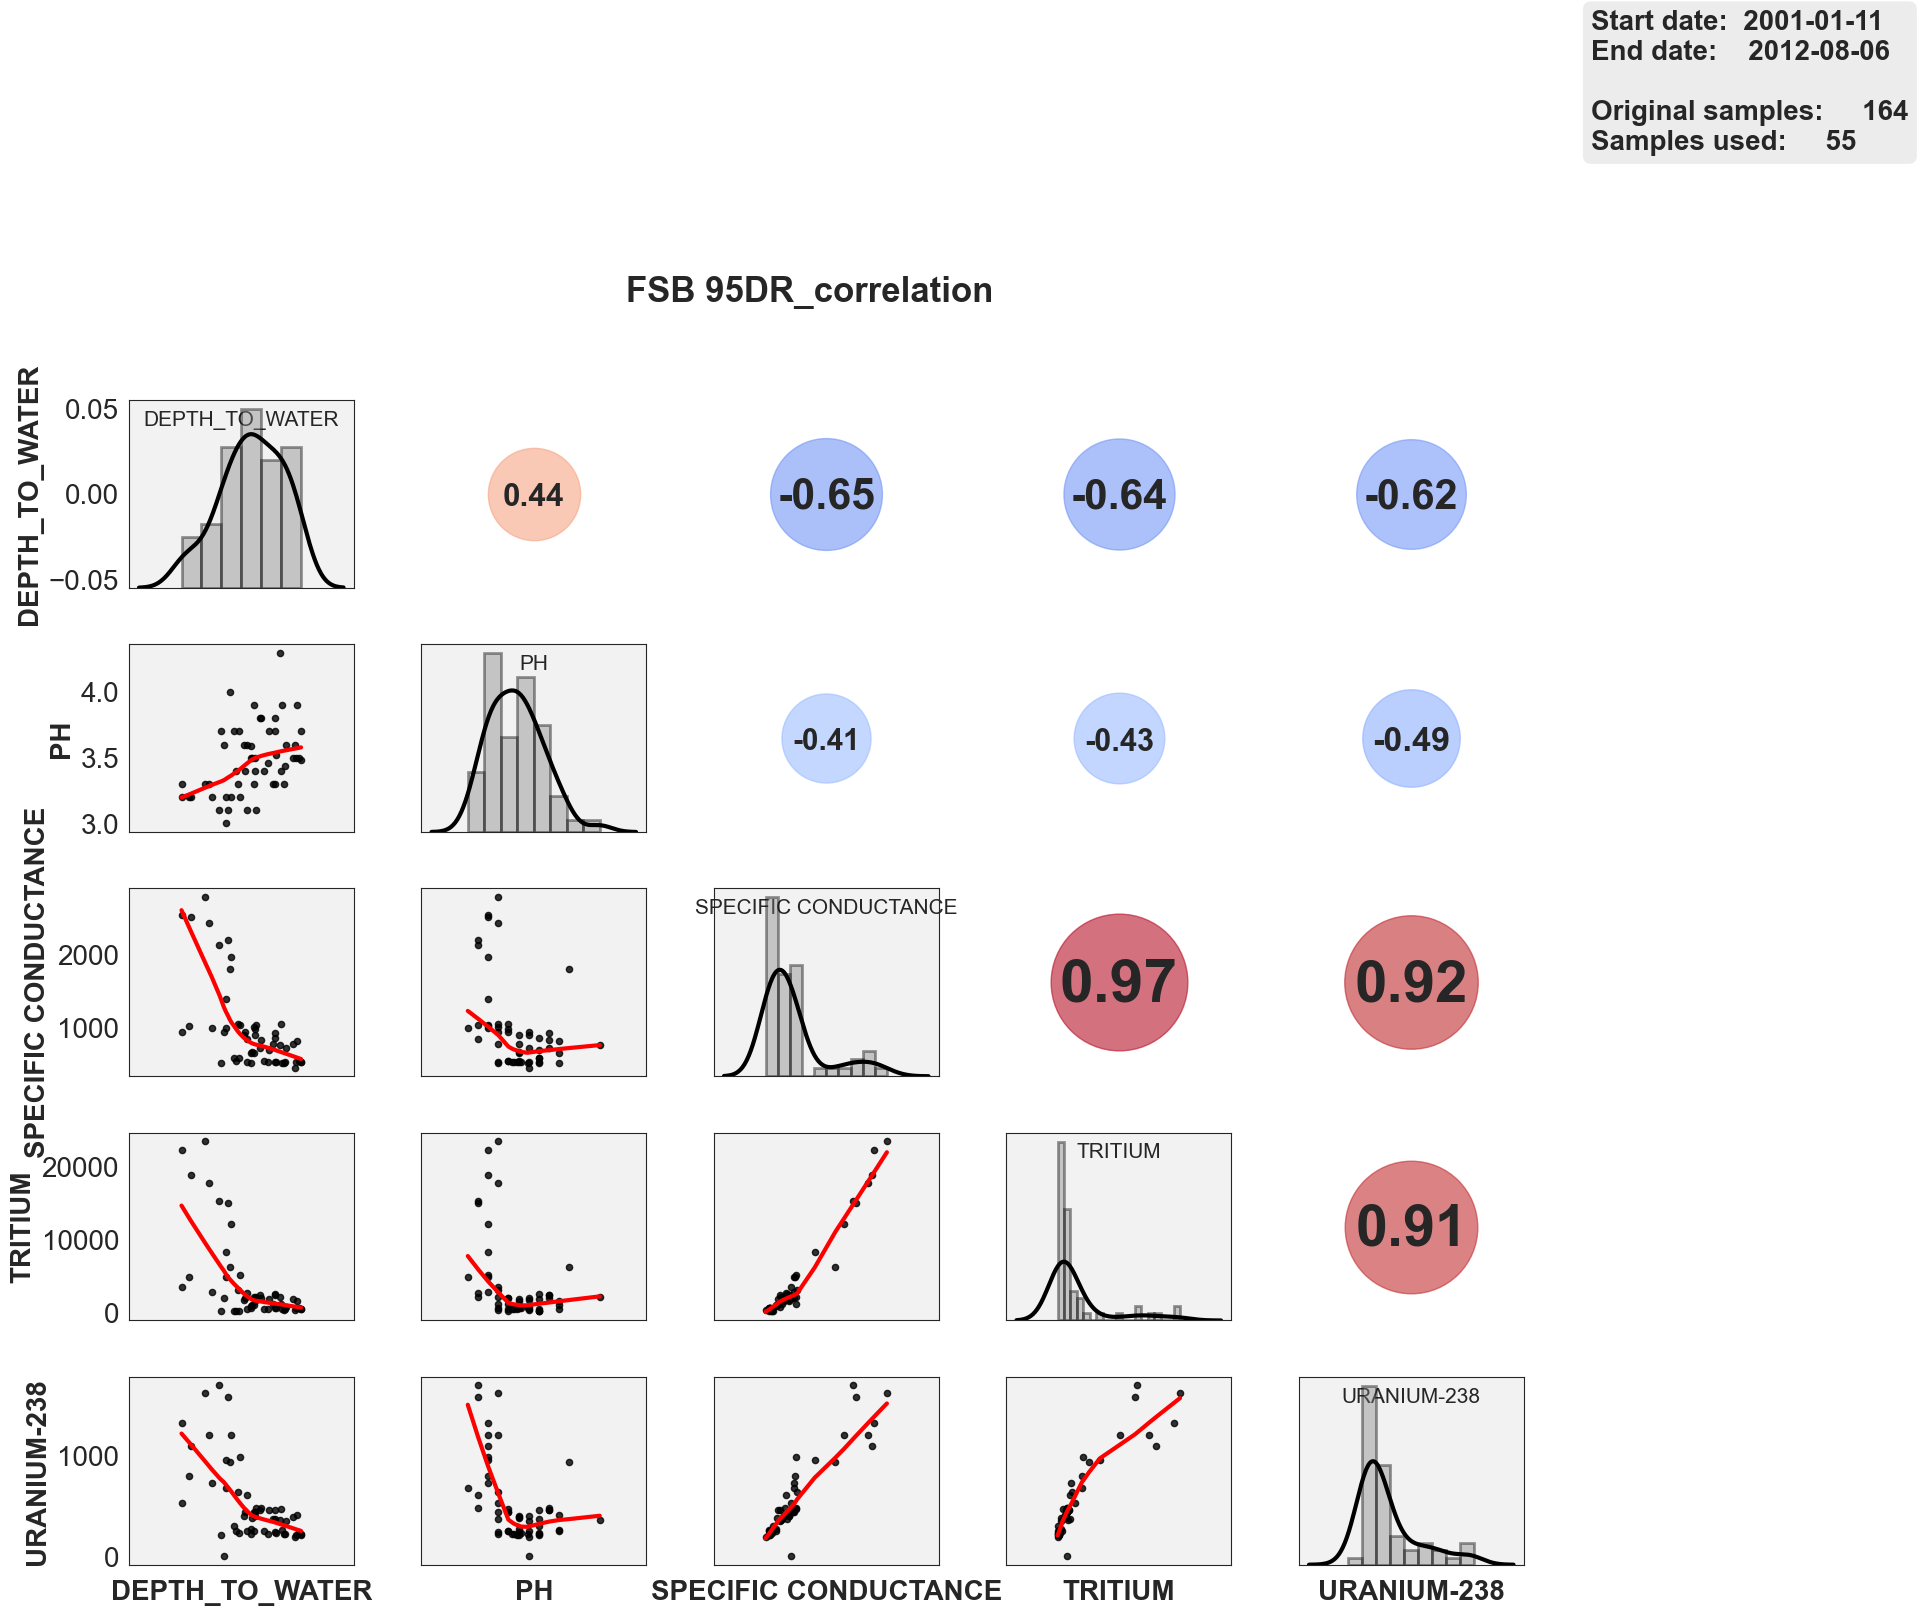 Start date:  2001-01-11
End date:    2012-08-06
Original samples:     164
Samples used:     55
FSB 95DR_correlation
DEPTH_TO_WATER
0.05
0.00
−0.05
DEPTH_TO_WATER
0.44
-0.65
-0.64
-0.62
PH
4.0
3.5
3.0
PH
-0.41
-0.43
-0.49
SPECIFIC CONDUCTANCE
2000
1000
SPECIFIC CONDUCTANCE
0.97
0.92
TRITIUM
20000
10000
0
TRITIUM
0.91
URANIUM-238
1000
0
URANIUM-238
DEPTH_TO_WATER
PH
SPECIFIC CONDUCTANCE
TRITIUM
URANIUM-238